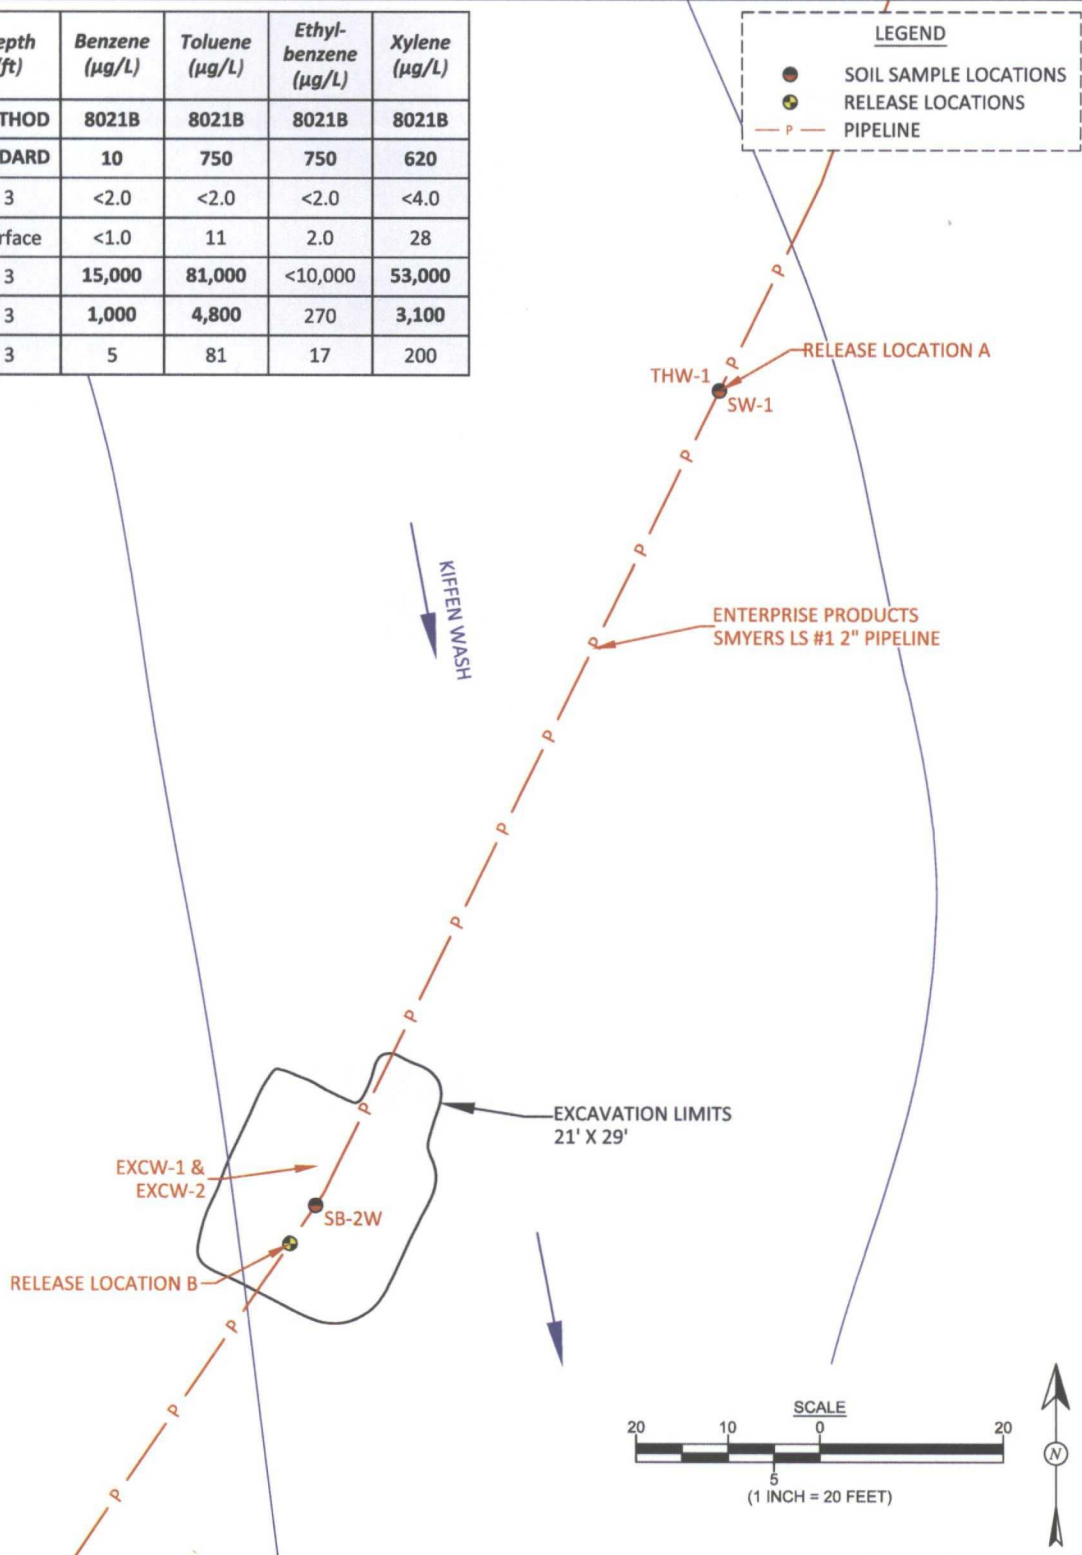 epth Benzene Toluene Ethyl- Xylene
ft) (µg/L) (µg/L) benzene (µg/L)
(µg/L)
THOD 8021B 8021B 8021B 8021B
DARD 10 750 750 620
3 <2.0 <2.0 <2.0 <4.0
rface <1.0 11 2.0 28
3 15,000 81,000 <10,000 53,000
3 1,000 4,800 270 3,100
3 5 81 17 200
LEGEND
SOIL SAMPLE LOCATIONS
RELEASE LOCATIONS
P PIPELINE
P
P
RELEASE LOCATION A
THW-1
SW-1
P
P
KIFFEN WASH
ENTERPRISE PRODUCTS
SMYERS LS #1 2" PIPELINE
P
P
P
P
P
EXCAVATION LIMITS
21' X 29'
P
EXCW-1 &
EXCW-2
SB-2W
RELEASE LOCATION B
P
P
P
SCALE
20 10 0 20
5
(1 INCH = 20 FEET)
N